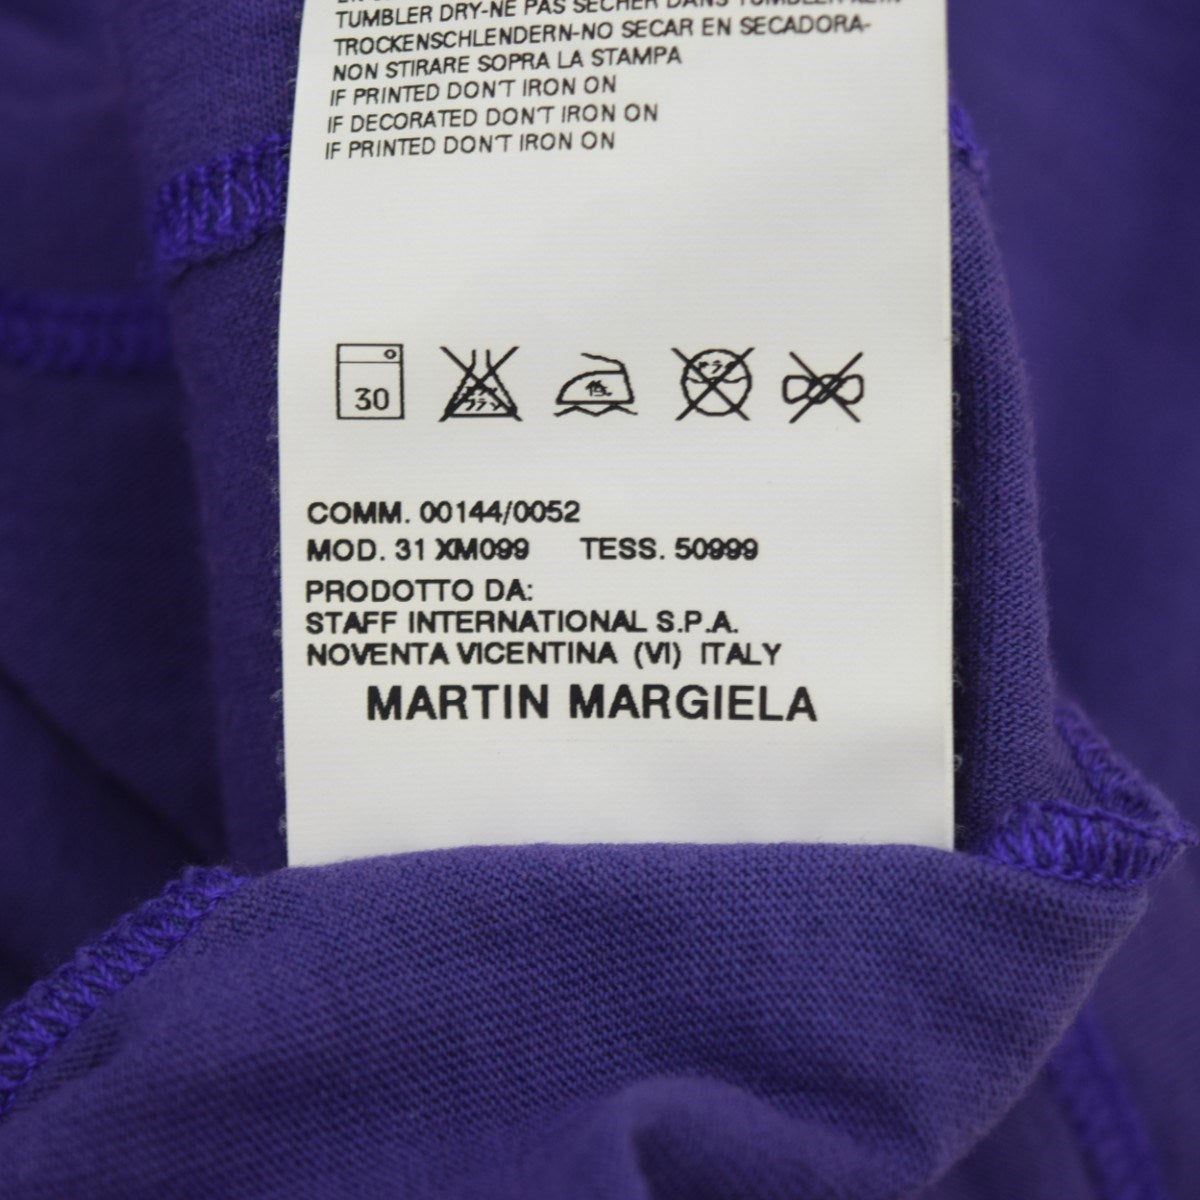 TUMBLER DRY-NE PAS SECHER DANS TUMBLER
TROCKENSCHLENDERN-NO SECAR EN SECADORA-
NON STIRARE SOPRA LA STAMPA
IF PRINTED DON'T IRON ON
IF DECORATED DON'T IRON ON
IF PRINTED DON'T IRON ON
30 低
COMM. 00144/0052
MOD. 31 XM099 TESS. 50999
PRODOTTO DA:
STAFF INTERNATIONAL S.P.A.
NOVENTA VICENTINA (VI) ITALY
MARTIN MARGIELA